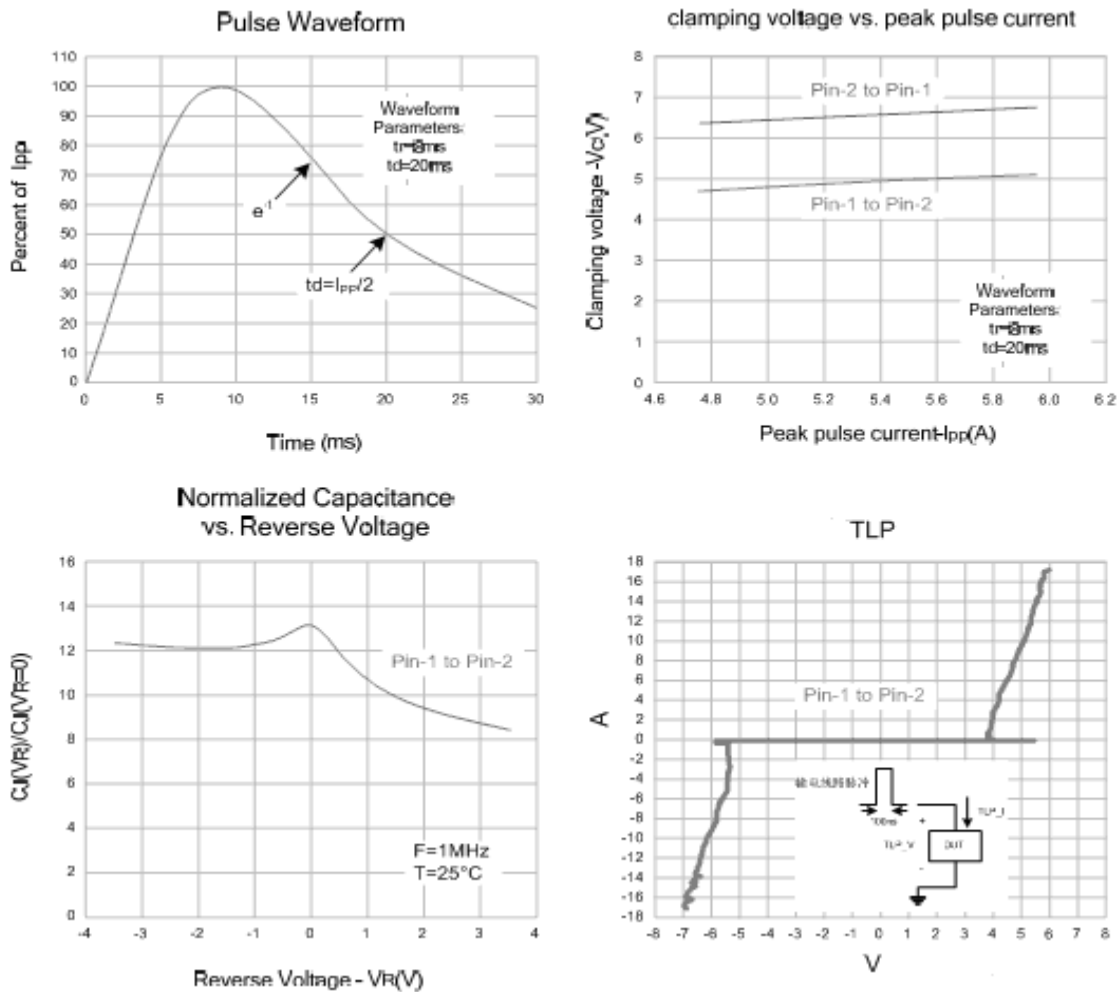 Pulse Waveform
110
100
90
80
70
60
50
40
30
20
10
0
Percent of Ipp
Waveform
Parameters:
tr=8ms
td=20ms
e⁻¹
td=IPP/2
0 5 10 15 20 25 30
Time (ms)
clamping voltage vs. peak pulse current
8
7
6
5
4
3
2
1
0
Clamping voltage -VC(V)
Pin-2 to Pin-1
Pin-1 to Pin-2
Waveform
Parameters:
tr=8ms
td=20ms
4.6 4.8 5.0 5.2 5.4 5.6 5.8 6.0 6.2
Peak pulse current-Ipp(A)
Normalized Capacitance
vs. Reverse Voltage
16
14
12
10
8
6
4
2
0
CJ(VR)/CJ(VR=0)
Pin-1 to Pin-2
F=1MHz
T=25°C
-4 -3 -2 -1 0 1 2 3 4
Reverse Voltage - VR(V)
TLP
18
16
14
12
10
8
6
4
2
0
-2
-4
-6
-8
-10
-12
-14
-16
-18
A
Pin-1 to Pin-2
100ns
+
TLP_I
TLP_V
DUT
-8 -7 -6 -5 -4 -3 -2 -1 0 1 2 3 4 5 6 7 8
V